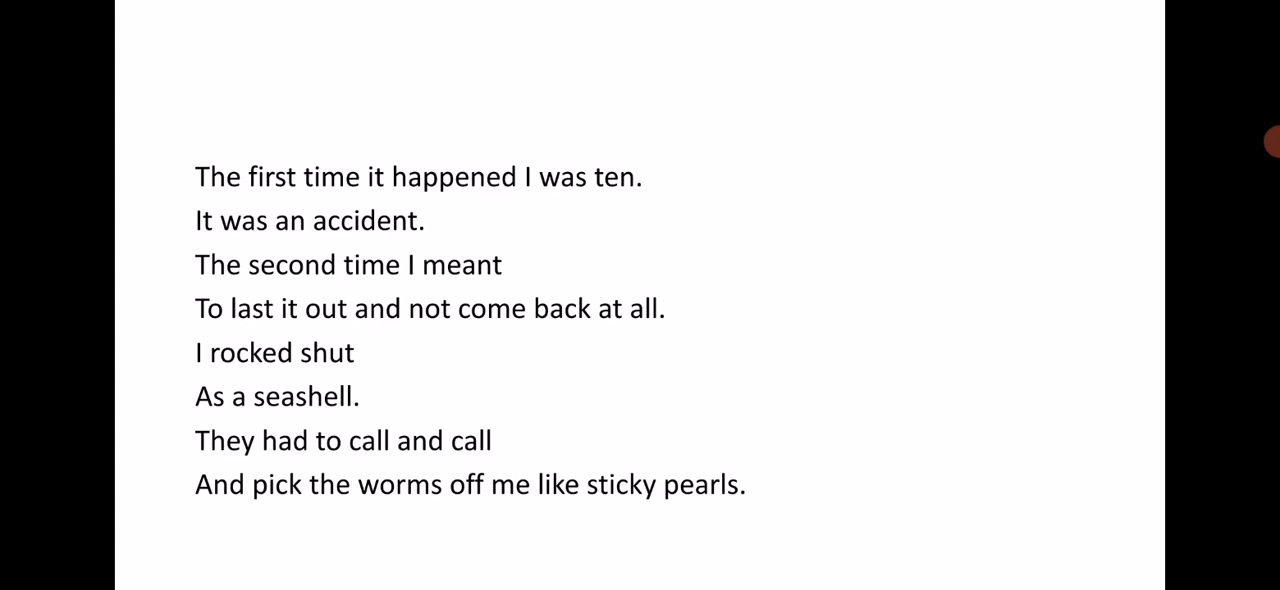 The first time it happened I was ten.
It was an accident.
The second time I meant
To last it out and not come back at all.
I rocked shut
As a seashell.
They had to call and call
And pick the worms off me like sticky pearls.